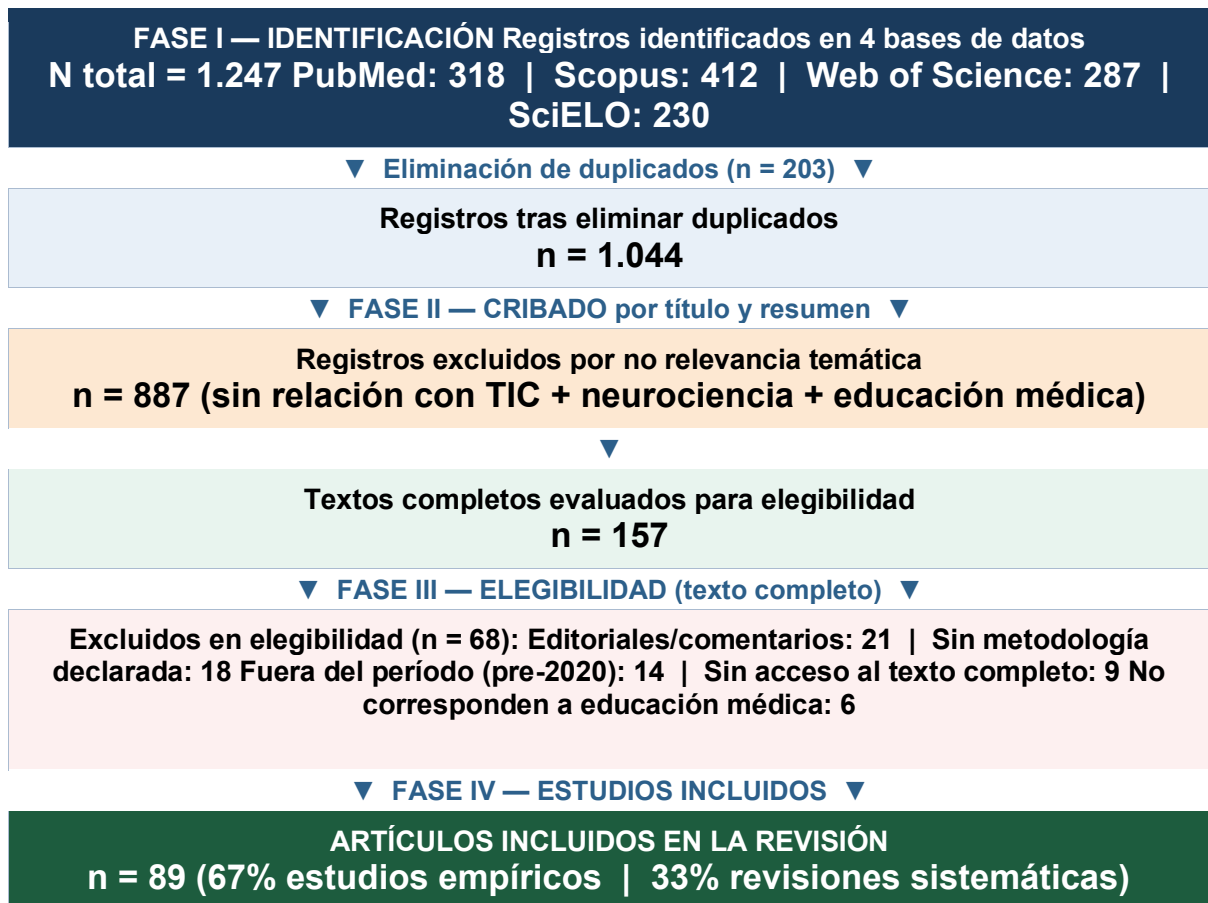 FASE I — IDENTIFICACIÓN Registros identificados en 4 bases de datos
N total = 1.247 PubMed: 318 | Scopus: 412 | Web of Science: 287 |
SciELO: 230
▼ Eliminación de duplicados (n = 203) ▼
Registros tras eliminar duplicados
n = 1.044
▼ FASE II — CRIBADO por título y resumen ▼
Registros excluidos por no relevancia temática
n = 887 (sin relación con TIC + neurociencia + educación médica)
▼
Textos completos evaluados para elegibilidad
n = 157
▼ FASE III — ELEGIBILIDAD (texto completo) ▼
Excluidos en elegibilidad (n = 68): Editoriales/comentarios: 21 | Sin metodología
declarada: 18 Fuera del período (pre-2020): 14 | Sin acceso al texto completo: 9 No
corresponden a educación médica: 6
▼ FASE IV — ESTUDIOS INCLUIDOS ▼
ARTÍCULOS INCLUIDOS EN LA REVISIÓN
n = 89 (67% estudios empíricos | 33% revisiones sistemáticas)